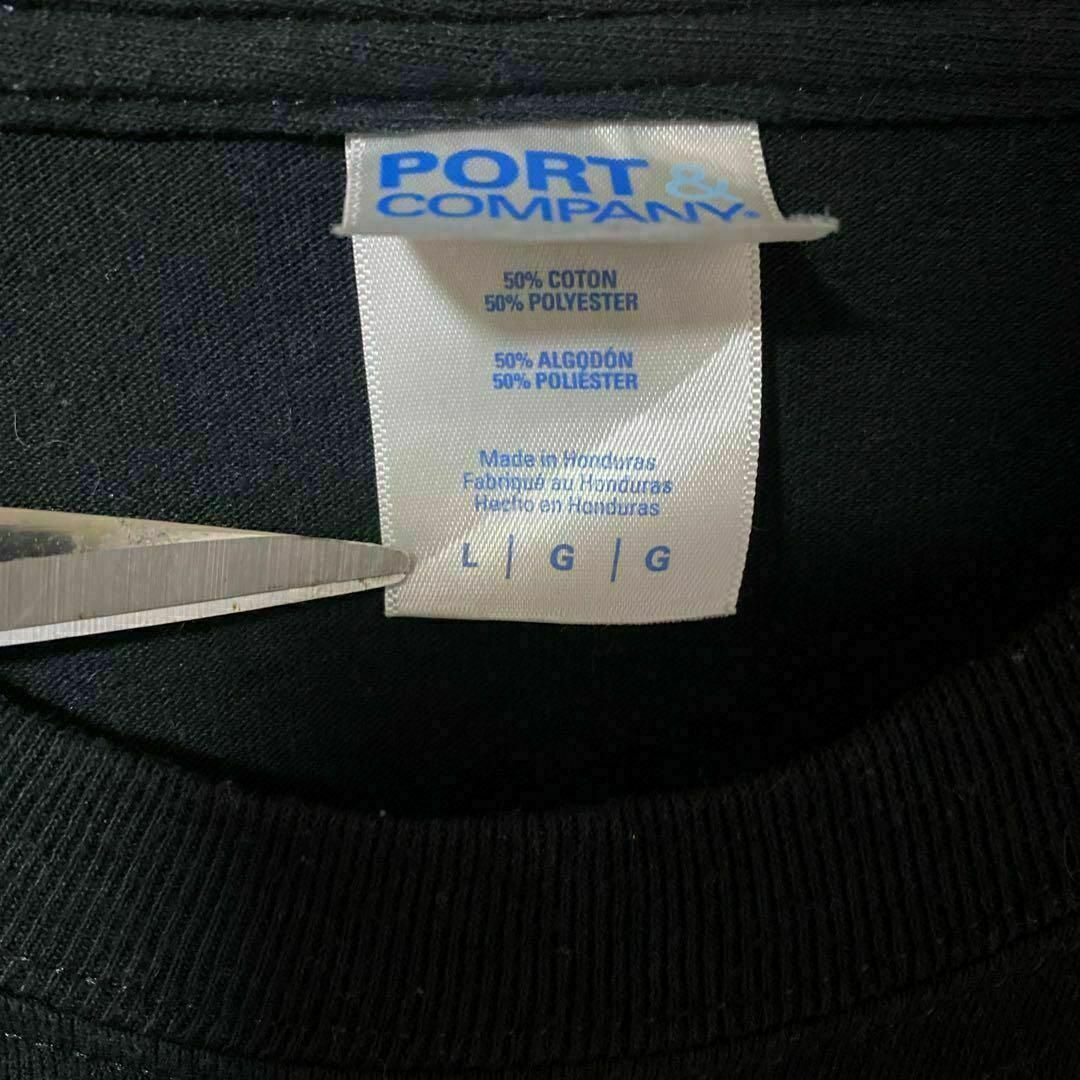 PORT &
COMPANY®
50% COTON
50% POLYESTER
50% ALGODÓN
50% POLIÉSTER
Made in Honduras
Fabriqué au Honduras
Hecho en Honduras
L | G | G